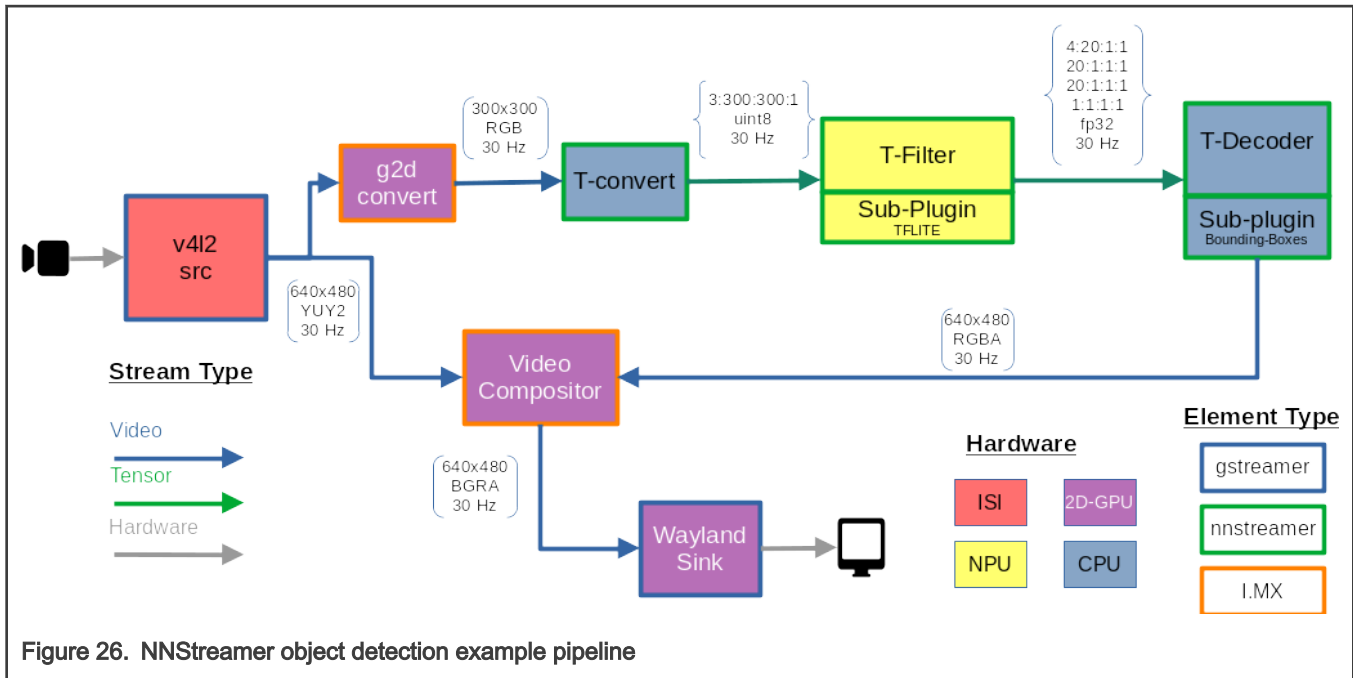 300x300
RGB
30 Hz
3:300:300:1
uint8
30 Hz
4:20:1:1
20:1:1:1
20:1:1:1
1:1:1:1
fp32
30 Hz
g2d
convert
T-convert
T-Filter
Sub-Plugin
TFLITE
T-Decoder
Sub-plugin
Bounding-Boxes
v4l2
src
640x480
YUY2
30 Hz
640x480
RGBA
30 Hz
Video
Compositor
640x480
BGRA
30 Hz
Wayland
Sink
Stream Type
Video
Tensor
Hardware
Hardware
ISI
2D-GPU
NPU
CPU
Element Type
gstreamer
nnstreamer
I.MX
Figure 26. NNStreamer object detection example pipeline